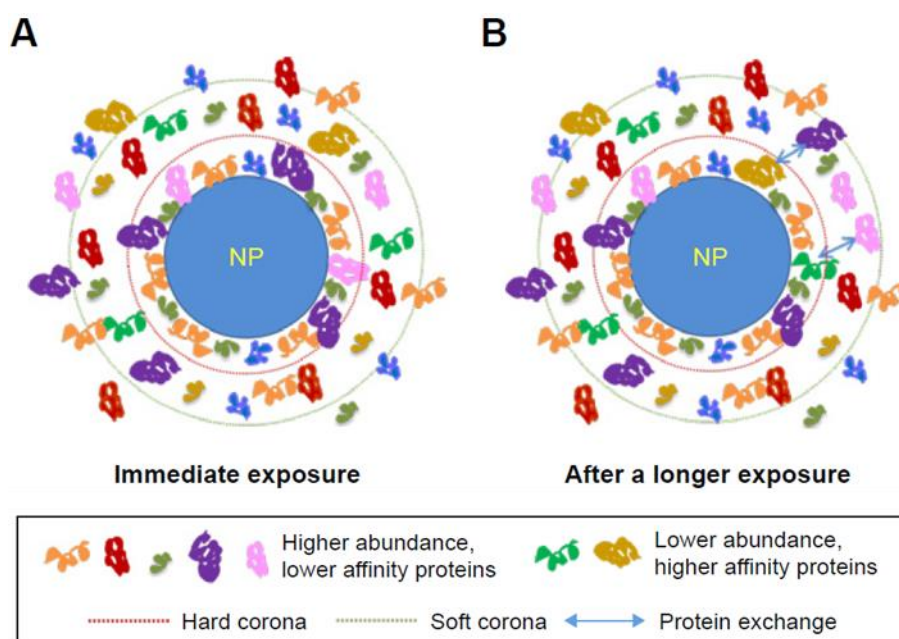 A
B
NP
NP
Immediate exposure
After a longer exposure
Higher abundance,
lower affinity proteins
Lower abundance,
higher affinity proteins
Hard corona
Soft corona
Protein exchange